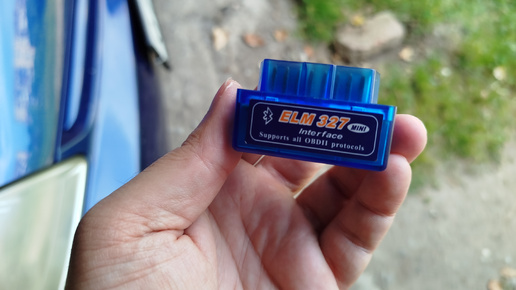 ELM 327 MINI
Interface
Supports all OBDII protocols